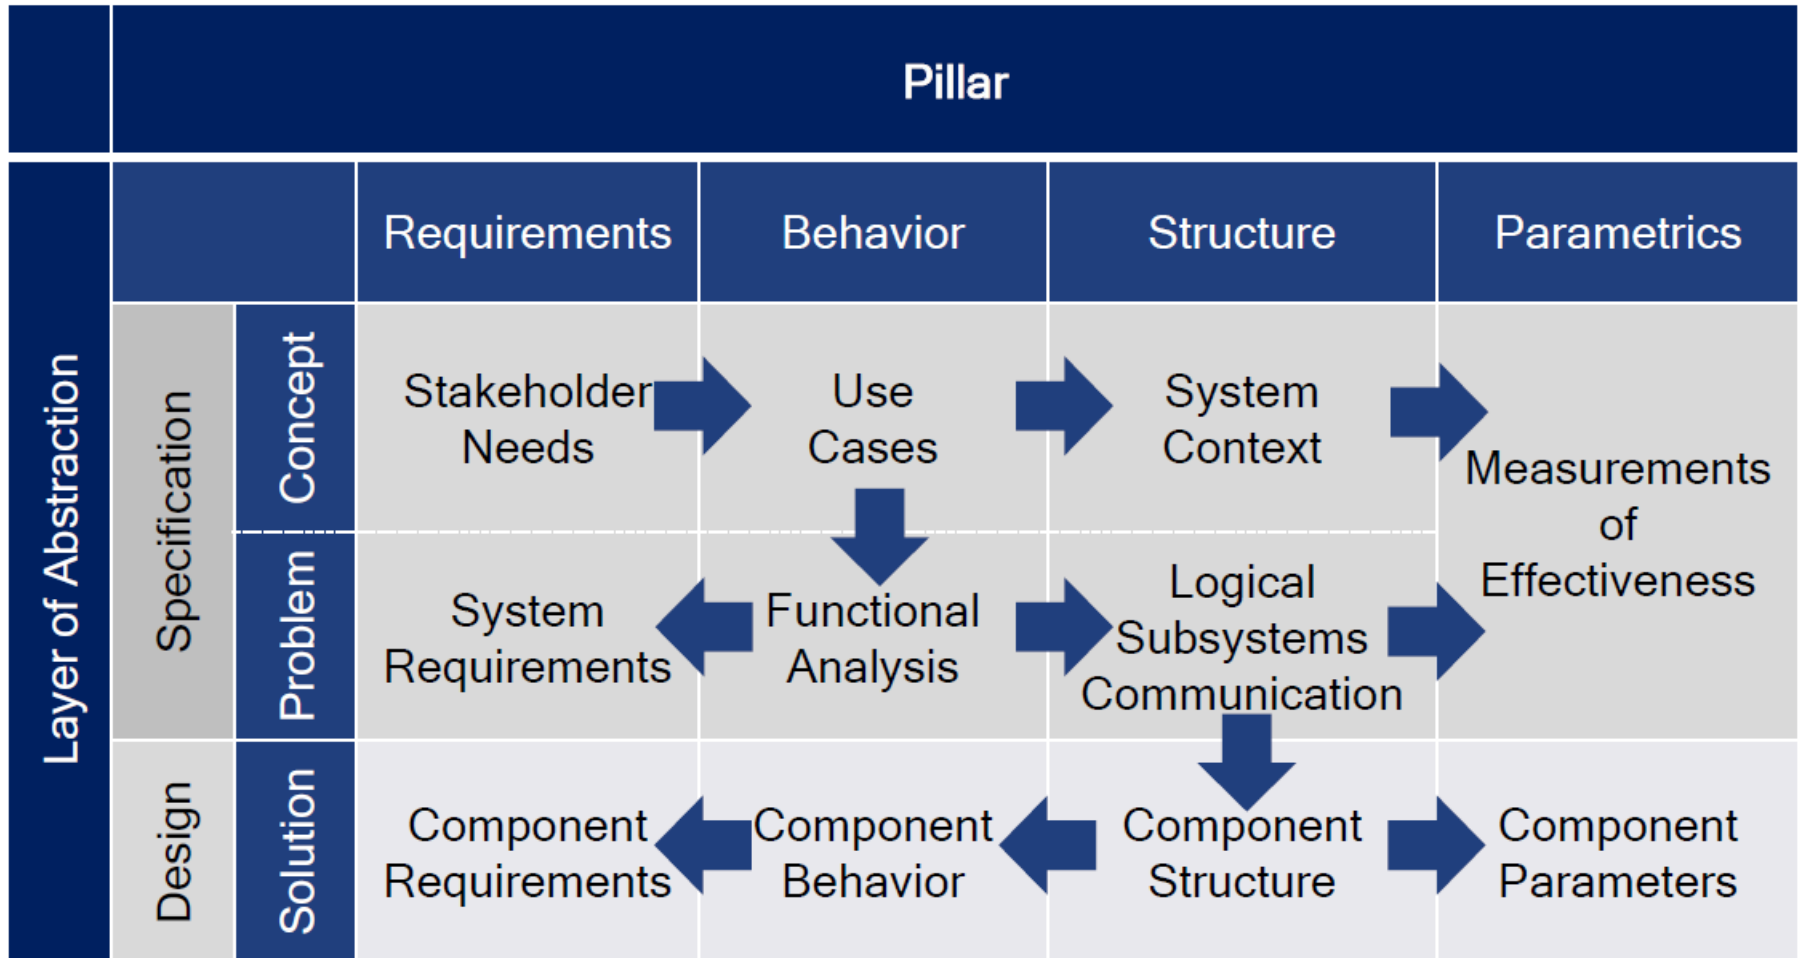 Pillar
Requirements
Behavior
Structure
Parametrics
Layer of Abstraction
Specification
Concept
Stakeholder
Needs
Use
Cases
System
Context
Measurements
of
Effectiveness
Problem
System
Requirements
Functional
Analysis
Logical
Subsystems
Communication
Design
Solution
Component
Requirements
Component
Behavior
Component
Structure
Component
Parameters